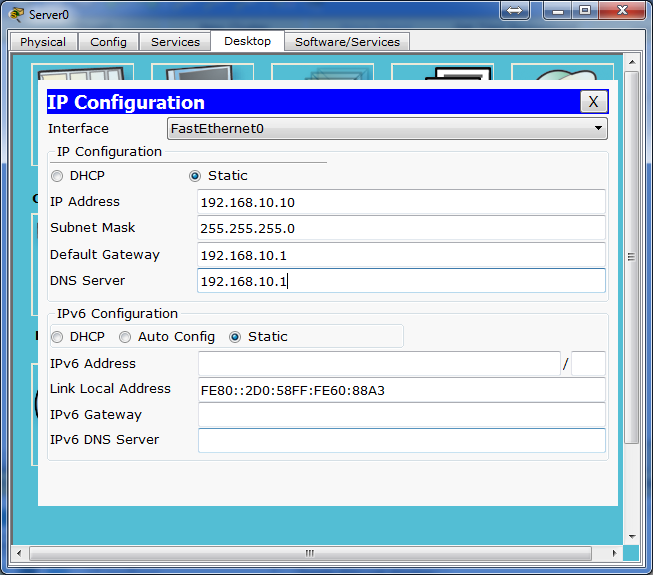 Server0
Physical Config Services Desktop Software/Services
IP Configuration X
Interface FastEthernet0
IP Configuration
DHCP Static
IP Address 192.168.10.10
Subnet Mask 255.255.255.0
Default Gateway 192.168.10.1
DNS Server 192.168.10.1
IPv6 Configuration
DHCP Auto Config Static
IPv6 Address /
Link Local Address FE80::2D0:58FF:FE60:88A3
IPv6 Gateway
IPv6 DNS Server